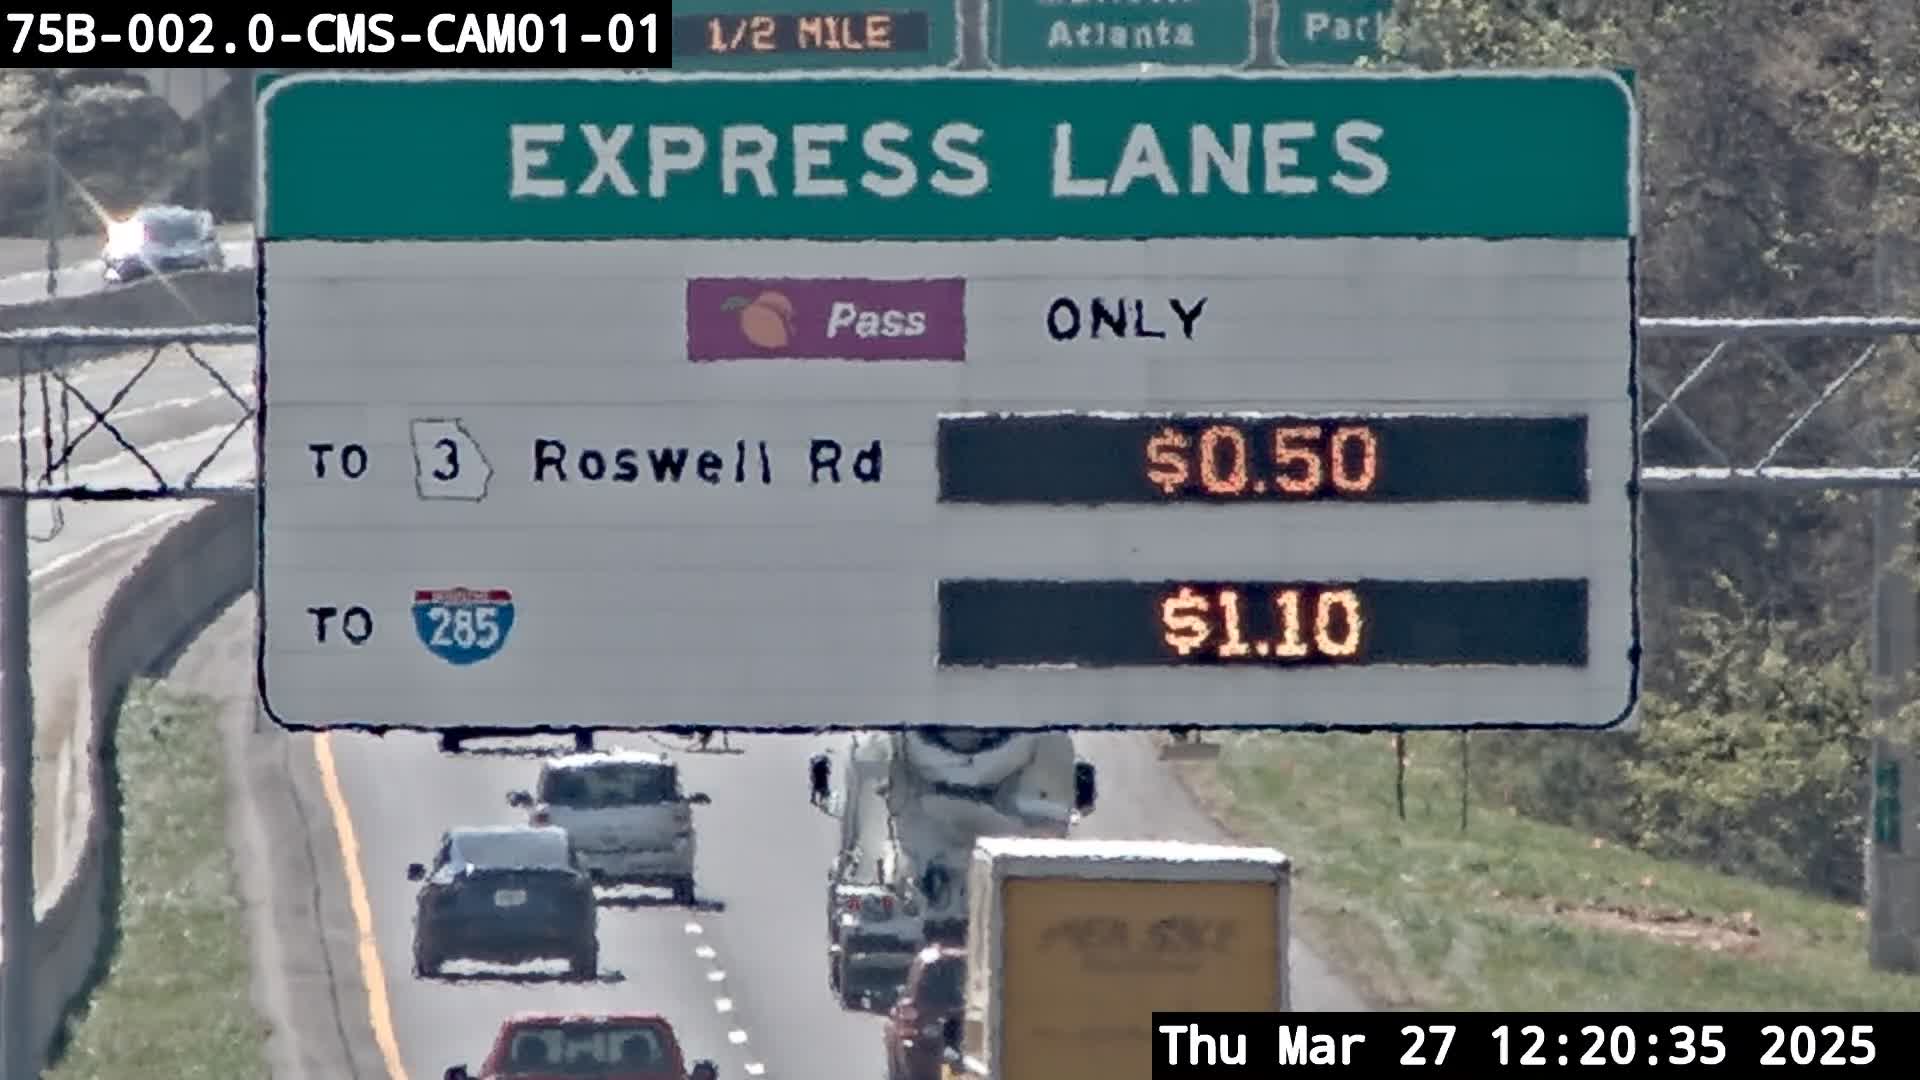 75B-002.0-CMS-CAM01-01
1/2 MILE
Atlanta
Park
EXPRESS LANES
Pass ONLY
TO 3 Roswell Rd $0.50
TO 285 $1.10
Thu Mar 27 12:20:35 2025